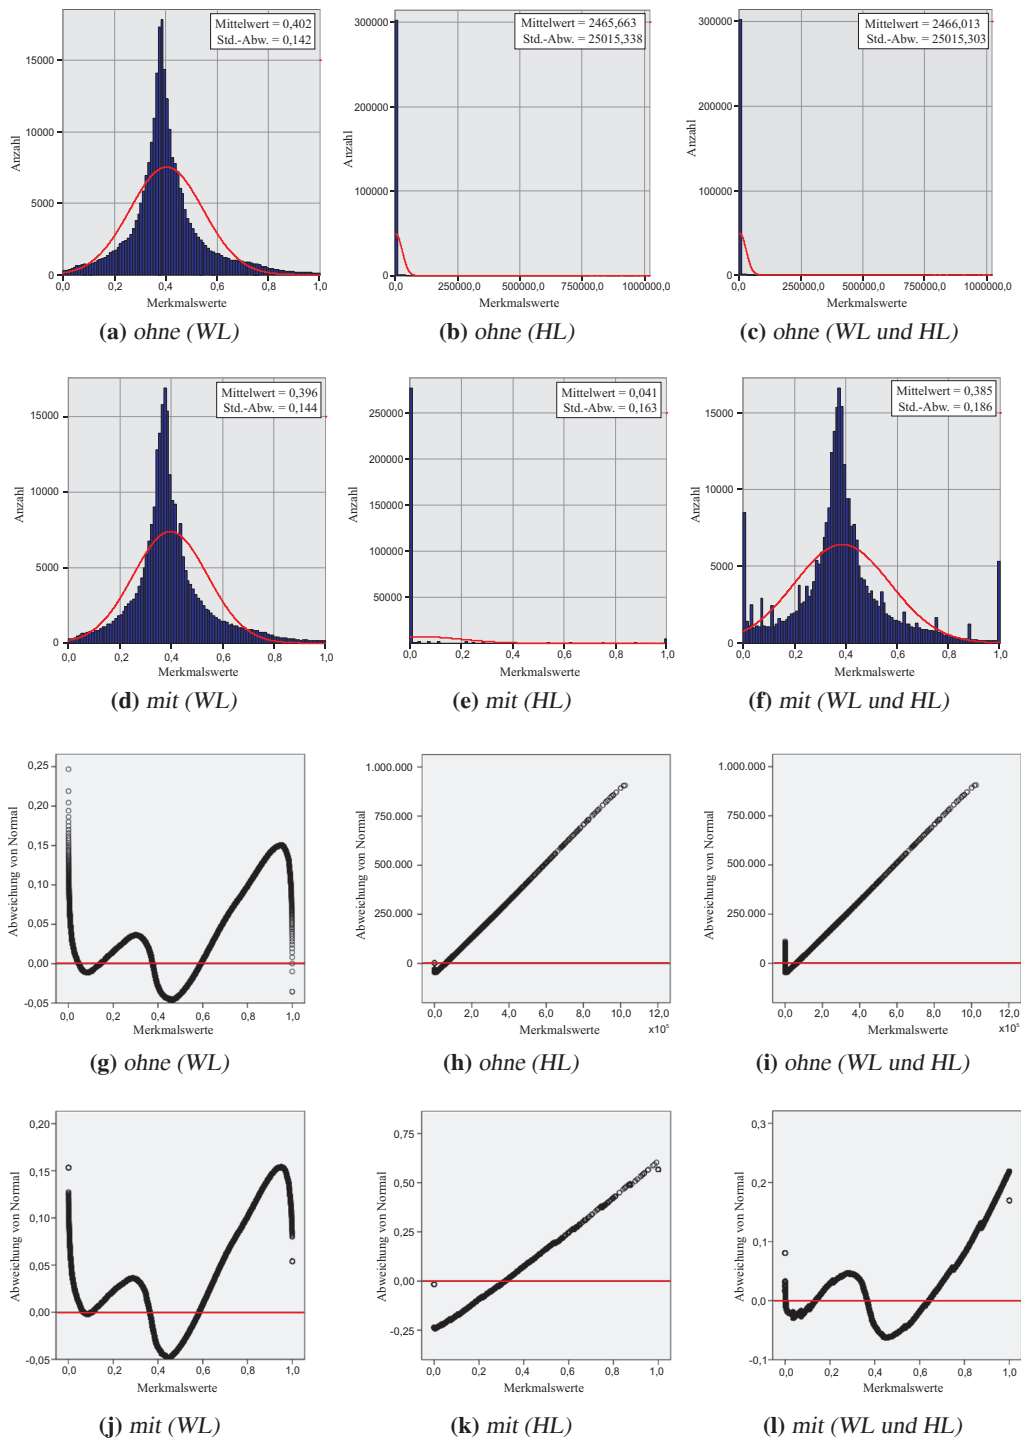 Mittelwert = 0,402
Std.-Abw. = 0,142
15000
10000
5000
0
Anzahl
0,0 0,2 0,4 0,6 0,8 1,0
Merkmalswerte
(a) ohne (WL)
Mittelwert = 2465,663
Std.-Abw. = 25015,338
300000
200000
100000
0
Anzahl
0,0 250000,0 500000,0 750000,0 1000000,0
Merkmalswerte
(b) ohne (HL)
Mittelwert = 2466,013
Std.-Abw. = 25015,303
300000
200000
100000
0
Anzahl
0,0 250000,0 500000,0 750000,0 1000000,0
Merkmalswerte
(c) ohne (WL und HL)
Mittelwert = 0,396
Std.-Abw. = 0,144
15000
10000
5000
0
Anzahl
0,0 0,2 0,4 0,6 0,8 1,0
Merkmalswerte
(d) mit (WL)
Mittelwert = 0,041
Std.-Abw. = 0,163
250000
200000
150000
100000
50000
0
Anzahl
0,0 0,2 0,4 0,6 0,8 1,0
Merkmalswerte
(e) mit (HL)
Mittelwert = 0,385
Std.-Abw. = 0,186
15000
10000
5000
0
Anzahl
0,0 0,2 0,4 0,6 0,8 1,0
Merkmalswerte
(f) mit (WL und HL)
0,25
0,20
0,15
0,10
0,05
0,00
-0,05
Abweichung von Normal
0,0 0,2 0,4 0,6 0,8 1,0
Merkmalswerte
(g) ohne (WL)
1.000.000
750.000
500.000
250.000
0
Abweichung von Normal
0,0 2,0 4,0 6,0 8,0 10,0 12,0
Merkmalswerte x10⁵
(h) ohne (HL)
1.000.000
750.000
500.000
250.000
0
Abweichung von Normal
0,0 2,0 4,0 6,0 8,0 10,0 12,0
Merkmalswerte x10⁵
(i) ohne (WL und HL)
0,20
0,15
0,10
0,05
0,00
-0,05
Abweichung von Normal
0,0 0,2 0,4 0,6 0,8 1,0
Merkmalswerte
(j) mit (WL)
0,75
0,50
0,25
0,00
-0,25
Abweichung von Normal
0,0 0,2 0,4 0,6 0,8 1,0
Merkmalswerte
(k) mit (HL)
0,3
0,2
0,1
0,0
-0,1
Abweichung von Normal
0,0 0,2 0,4 0,6 0,8 1,0
Merkmalswerte
(l) mit (WL und HL)